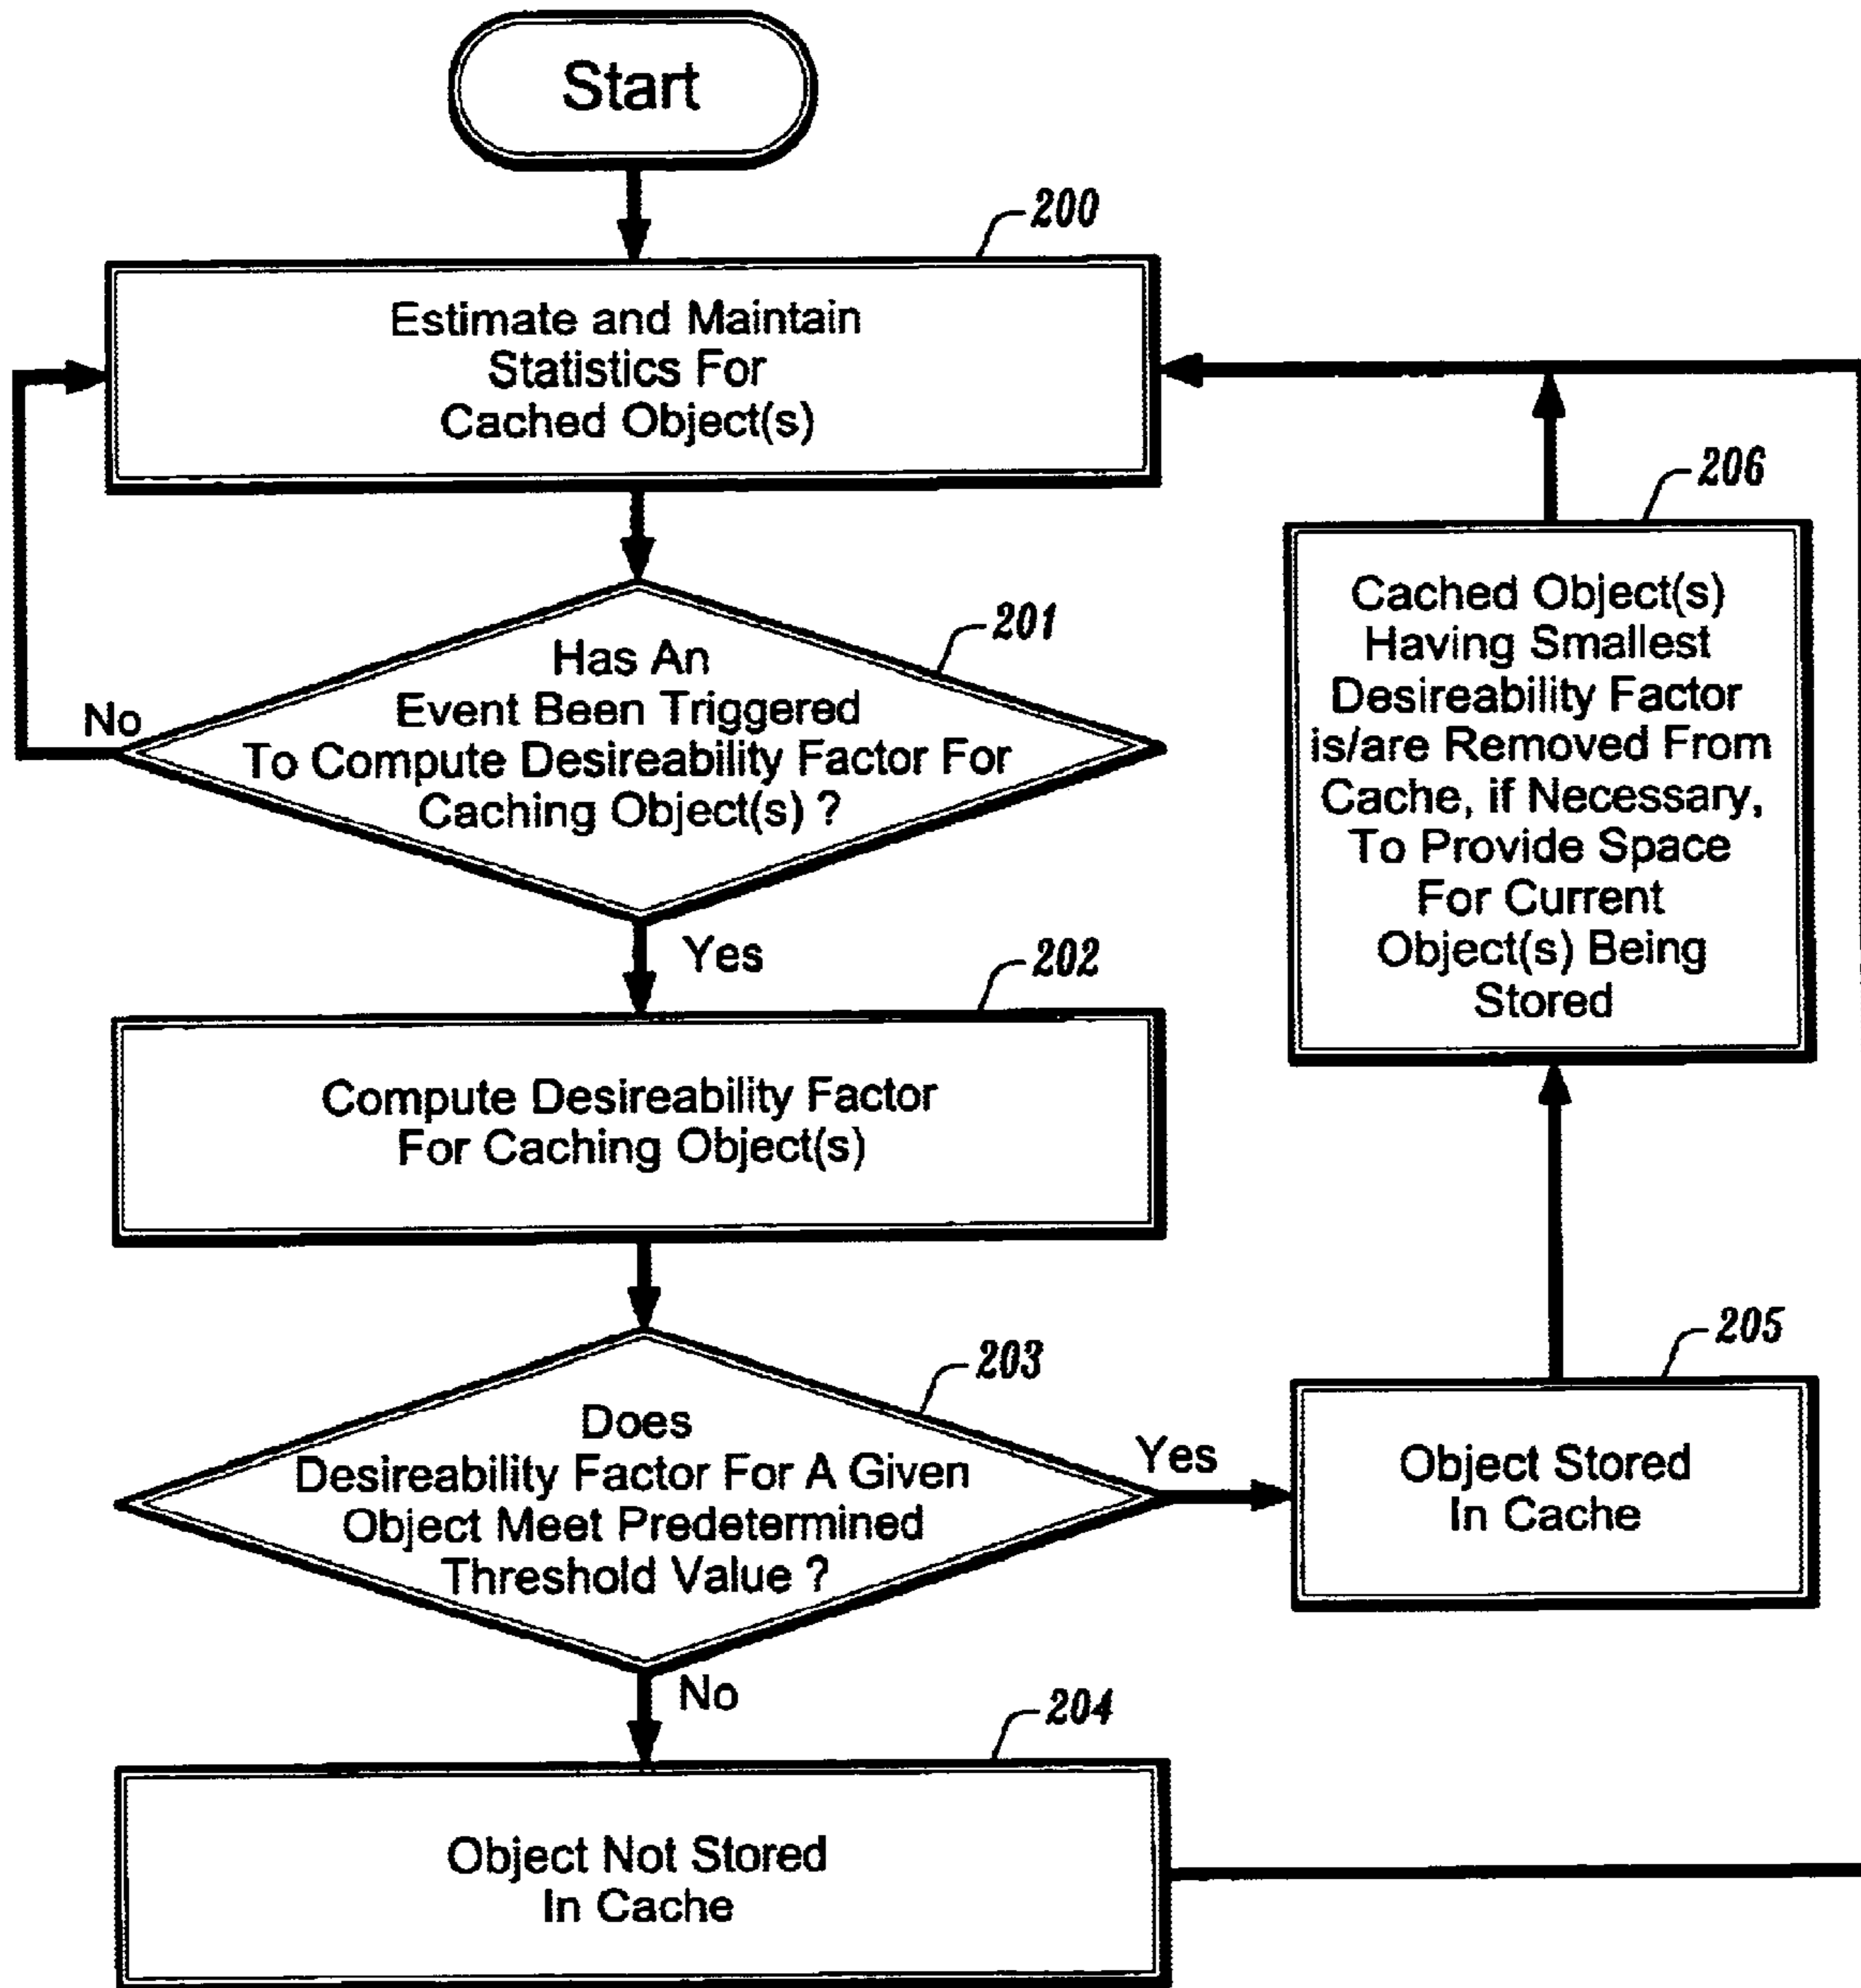 Start
200
Estimate and Maintain
Statistics For
Cached Object(s)
201
Has An
Event Been Triggered
To Compute Desireability Factor For
Caching Object(s) ?
No
Yes
202
Compute Desireability Factor
For Caching Object(s)
203
Does
Desireability Factor For A Given
Object Meet Predetermined
Threshold Value ?
Yes
No
204
Object Not Stored
In Cache
205
Object Stored
In Cache
206
Cached Object(s)
Having Smallest
Desireability Factor
is/are Removed From
Cache, if Necessary,
To Provide Space
For Current
Object(s) Being
Stored